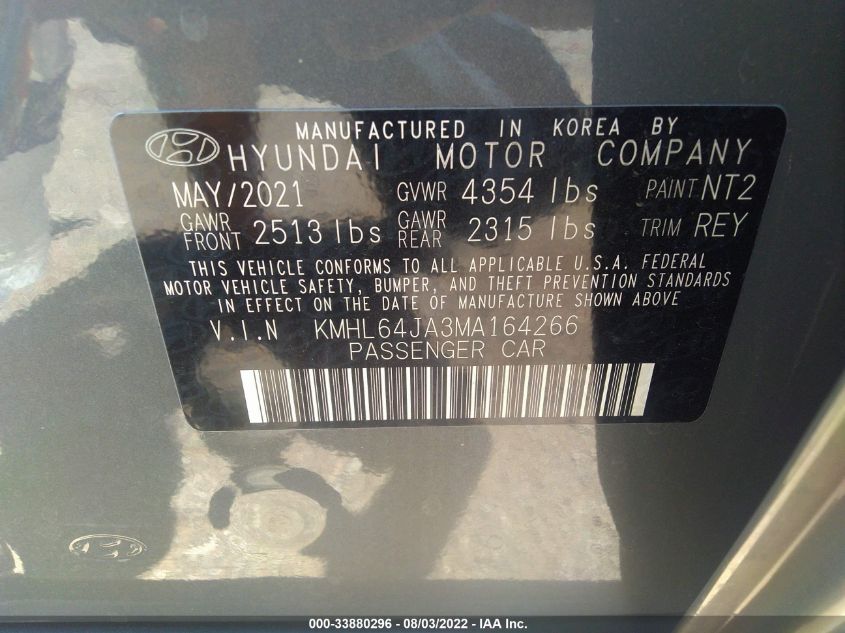 MANUFACTURED IN KOREA BY
HYUNDAI MOTOR COMPANY
MAY/2021 GVWR 4354 lbs PAINT NT2
GAWR FRONT 2513 lbs GAWR REAR 2315 lbs TRIM REY
THIS VEHICLE CONFORMS TO ALL APPLICABLE U.S.A. FEDERAL
MOTOR VEHICLE SAFETY, BUMPER, AND THEFT PREVENTION STANDARDS
IN EFFECT ON THE DATE OF MANUFACTURE SHOWN ABOVE
V.I.N KMHL64JA3MA164266
PASSENGER CAR
000-33880296 - 08/03/2022 - IAA Inc.